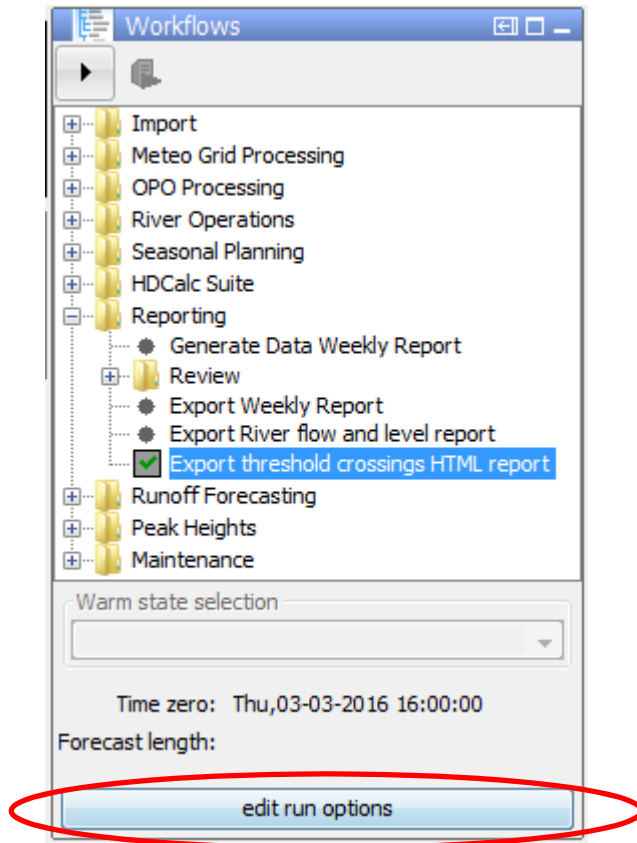 Workflows
Import
Meteo Grid Processing
OPO Processing
River Operations
Seasonal Planning
HDCalc Suite
Reporting
Generate Data Weekly Report
Review
Export Weekly Report
Export River flow and level report
Export threshold crossings HTML report
Runoff Forecasting
Peak Heights
Maintenance
Warm state selection
Time zero: Thu,03-03-2016 16:00:00
Forecast length:
edit run options